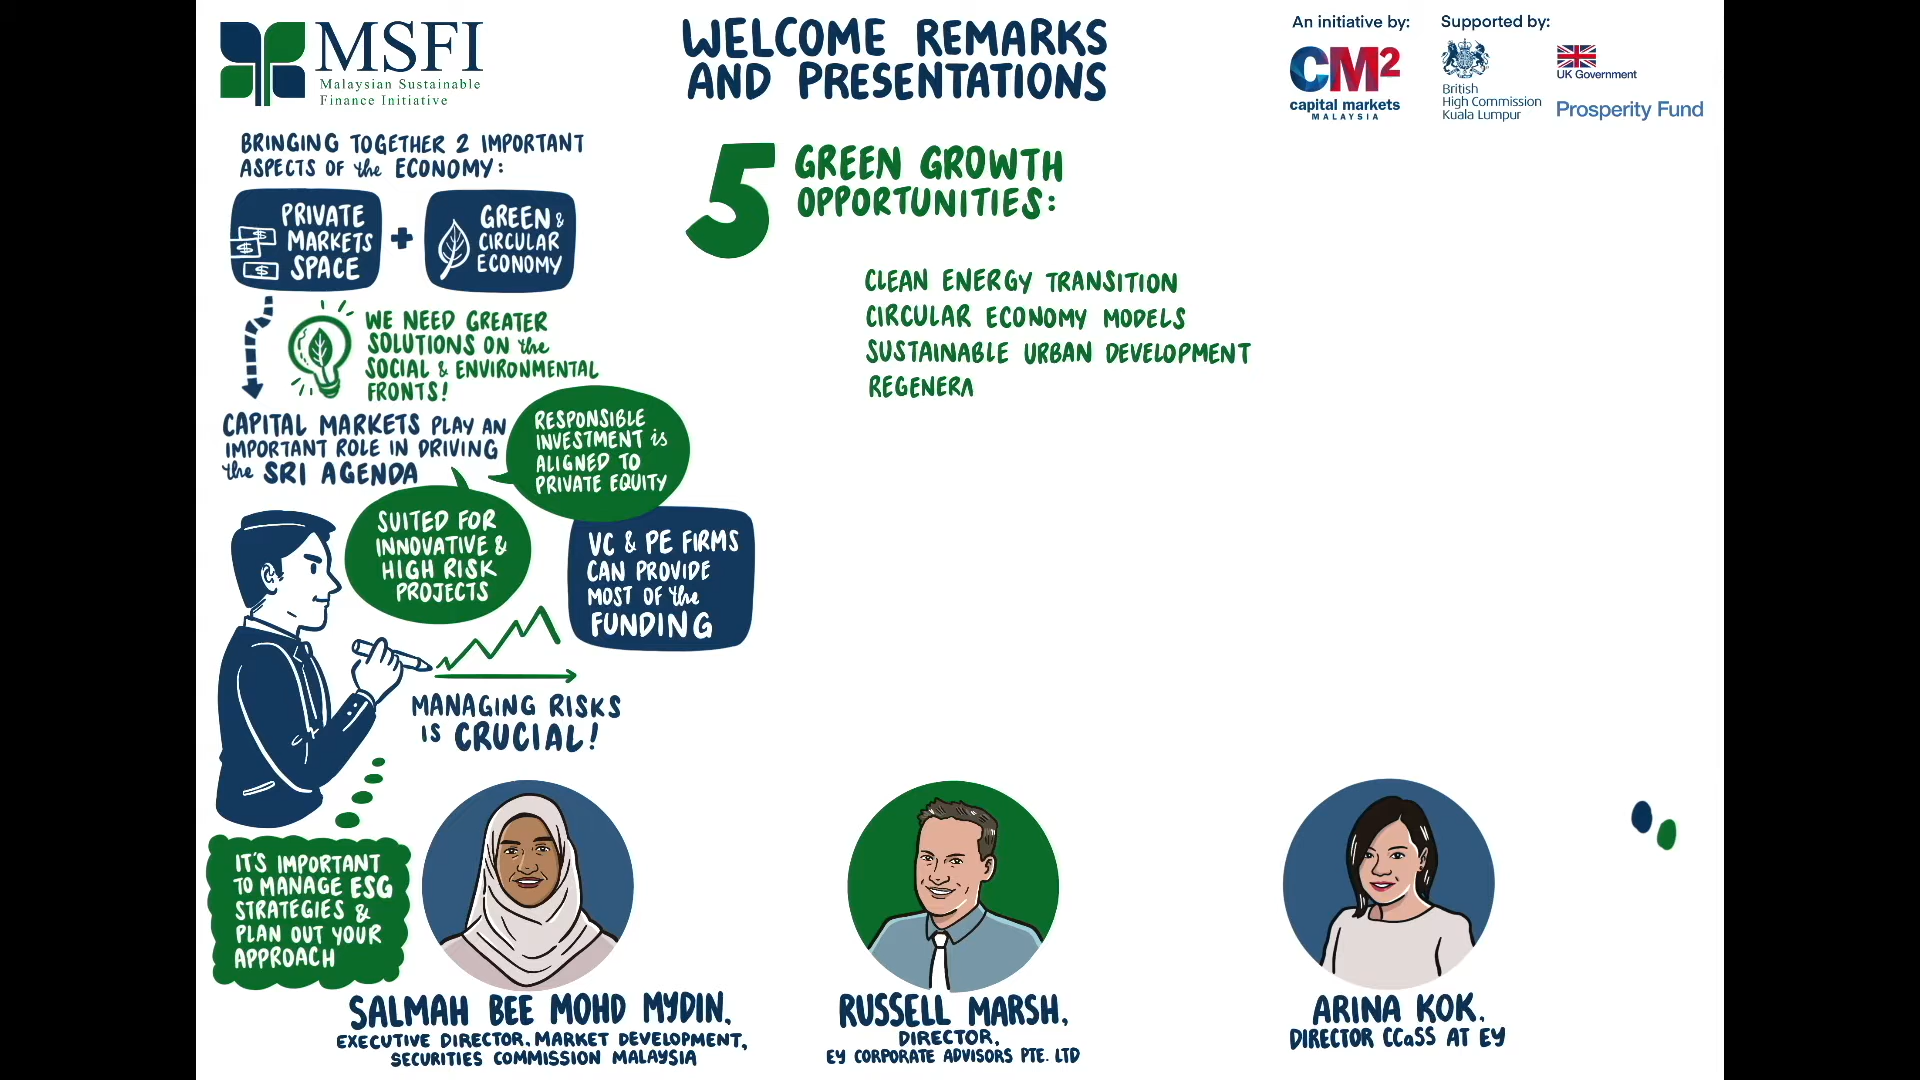 MSFI
Malaysian Sustainable
Finance Initiative
WELCOME REMARKS
AND PRESENTATIONS
An initiative by:
CM2
capital markets
MALAYSIA
Supported by:
British
High Commission
Kuala Lumpur
UK Government
Prosperity Fund
BRINGING TOGETHER 2 IMPORTANT
ASPECTS OF the ECONOMY:
PRIVATE
MARKETS
SPACE
+
GREEN &
CIRCULAR
ECONOMY
WE NEED GREATER
SOLUTIONS ON the
SOCIAL & ENVIRONMENTAL
FRONTS!
CAPITAL MARKETS PLAY AN
IMPORTANT ROLE IN DRIVING
the SRI AGENDA
RESPONSIBLE
INVESTMENT is
ALIGNED TO
PRIVATE EQUITY
SUITED FOR
INNOVATIVE &
HIGH RISK
PROJECTS
VC & PE FIRMS
CAN PROVIDE
MOST OF the
FUNDING
MANAGING RISKS
IS CRUCIAL!
IT'S IMPORTANT
TO MANAGE ESG
STRATEGIES &
PLAN OUT YOUR
APPROACH
SALMAH BEE MOHD MYDIN,
EXECUTIVE DIRECTOR, MARKET DEVELOPMENT,
SECURITIES COMMISSION MALAYSIA
5 GREEN GROWTH
OPPORTUNITIES:
CLEAN ENERGY TRANSITION
CIRCULAR ECONOMY MODELS
SUSTAINABLE URBAN DEVELOPMENT
REGENERA
RUSSELL MARSH,
DIRECTOR,
EY CORPORATE ADVISORS PTE. LTD
ARINA KOK,
DIRECTOR CCaSS AT EY